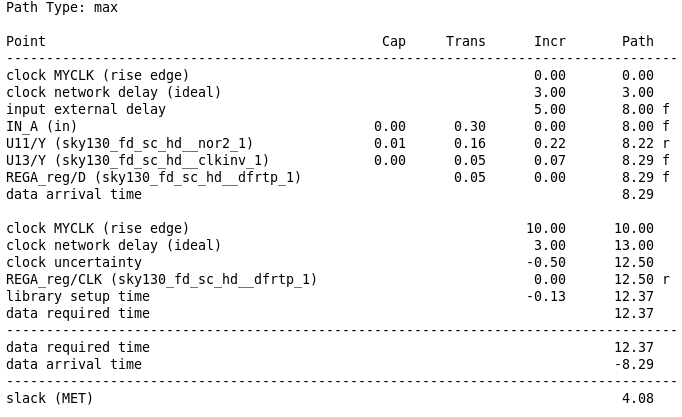 Path Type: max
Point Cap Trans Incr Path
--------------------------------------------------------------------------------
clock MYCLK (rise edge) 0.00 0.00
clock network delay (ideal) 3.00 3.00
input external delay 5.00 8.00 f
IN_A (in) 0.00 0.30 0.00 8.00 f
U11/Y (sky130_fd_sc_hd__nor2_1) 0.01 0.16 0.22 8.22 r
U13/Y (sky130_fd_sc_hd__clkinv_1) 0.00 0.05 0.07 8.29 f
REGA_reg/D (sky130_fd_sc_hd__dfrtp_1) 0.05 0.00 8.29 f
data arrival time 8.29
clock MYCLK (rise edge) 10.00 10.00
clock network delay (ideal) 3.00 13.00
clock uncertainty -0.50 12.50
REGA_reg/CLK (sky130_fd_sc_hd__dfrtp_1) 0.00 12.50 r
library setup time -0.13 12.37
data required time 12.37
--------------------------------------------------------------------------------
data required time 12.37
data arrival time -8.29
--------------------------------------------------------------------------------
slack (MET) 4.08